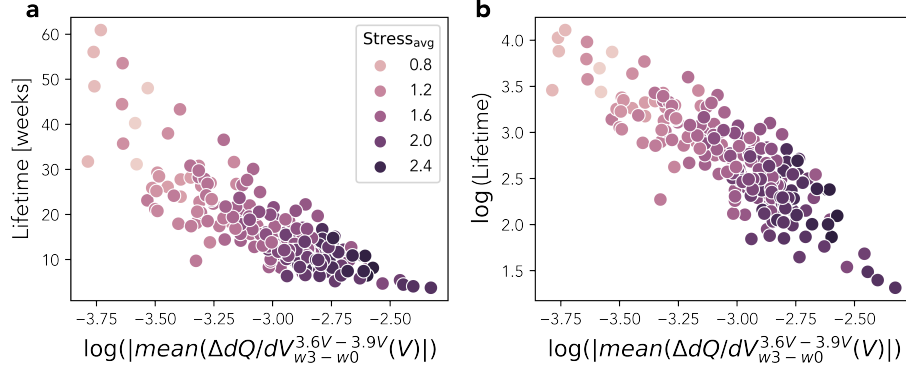 a
b
Lifetime [weeks]
60
50
40
30
20
10
Stress_avg
0.8
1.2
1.6
2.0
2.4
−3.75 −3.50 −3.25 −3.00 −2.75 −2.50
log(|mean(ΔdQ/dV_{w3−w0}^{3.6V−3.9V}(V)|)
log (Lifetime)
4.0
3.5
3.0
2.5
2.0
1.5
−3.75 −3.50 −3.25 −3.00 −2.75 −2.50
log(|mean(ΔdQ/dV_{w3−w0}^{3.6V−3.9V}(V)|)